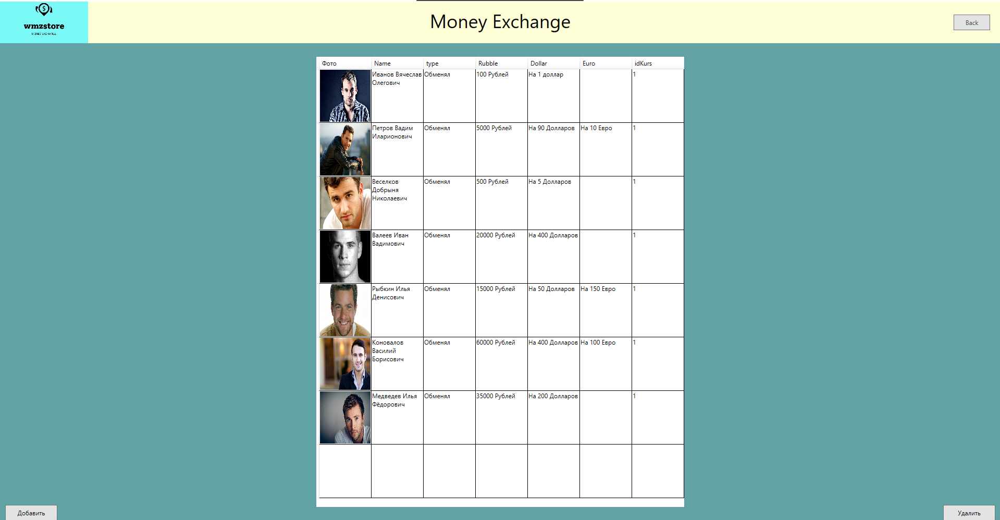 wmzstore
MONEY EXCHANGE
Money Exchange
Back
Фото Name type Rubble Dollar Euro idKurs
Иванов Вячеслав Обменял 100 Рублей На 1 доллар 1
Олегович
Петров Вадим Обменял 5000 Рублей На 90 Долларов На 10 Евро 1
Иларионович
Веселков Обменял 500 Рублей На 5 Долларов 1
Добрыня
Николаевич
Валеев Иван Обменял 20000 Рублей На 400 Долларов 1
Вадимович
Рыбкин Илья Обменял 15000 Рублей На 50 Долларов На 150 Евро 1
Денисович
Коновалов Обменял 60000 Рублей На 400 Долларов На 100 Евро 1
Василий
Борисович
Медведев Илья Обменял 35000 Рублей На 200 Долларов 1
Фёдорович
Добавить Удалить